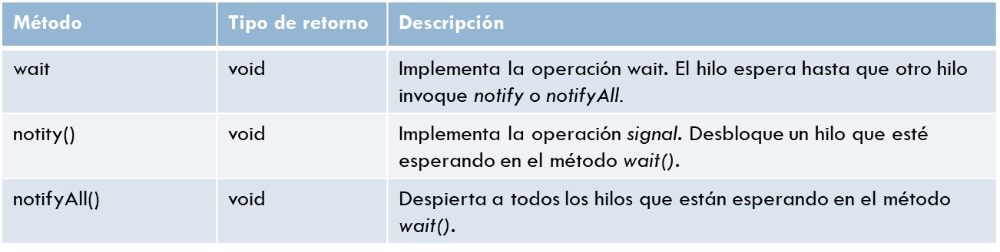 Método Tipo de retorno Descripción
wait void Implementa la operación wait. El hilo espera hasta que otro hilo
invoque notify o notifyAll.
notity() void Implementa la operación signal. Desbloque un hilo que esté
esperando en el método wait().
notifyAll() void Despierta a todos los hilos que están esperando en el método
wait().